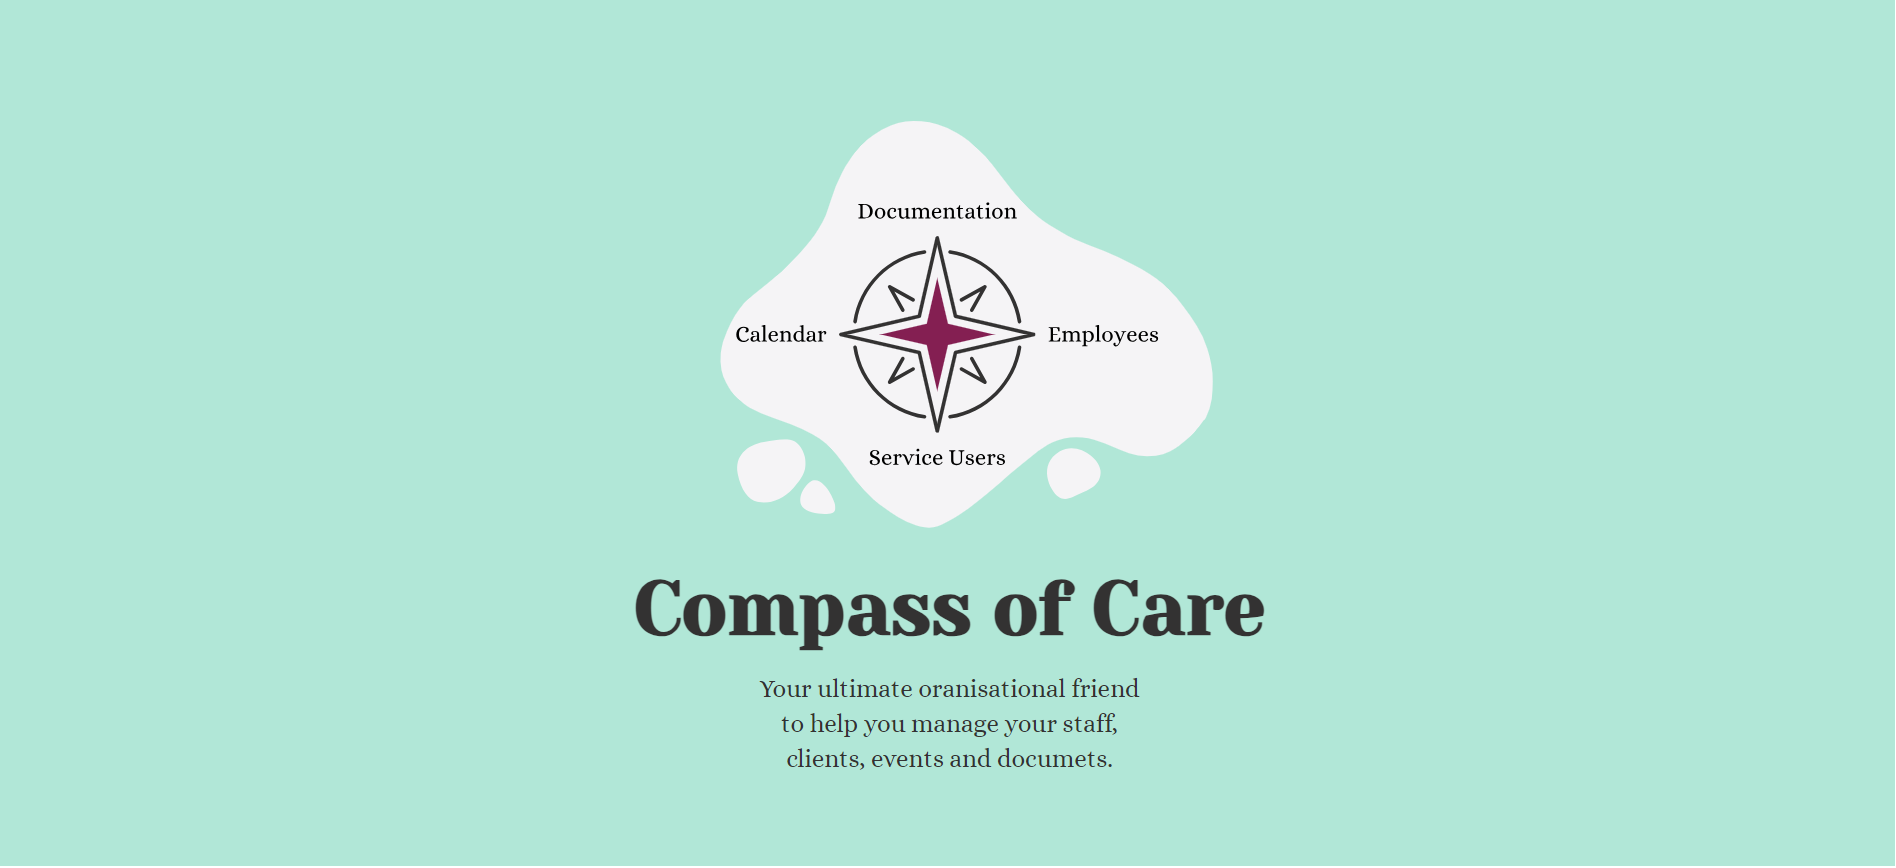 Documentation
Calendar
Employees
Service Users
Compass of Care
Your ultimate oranisational friend
to help you manage your staff,
clients, events and documets.